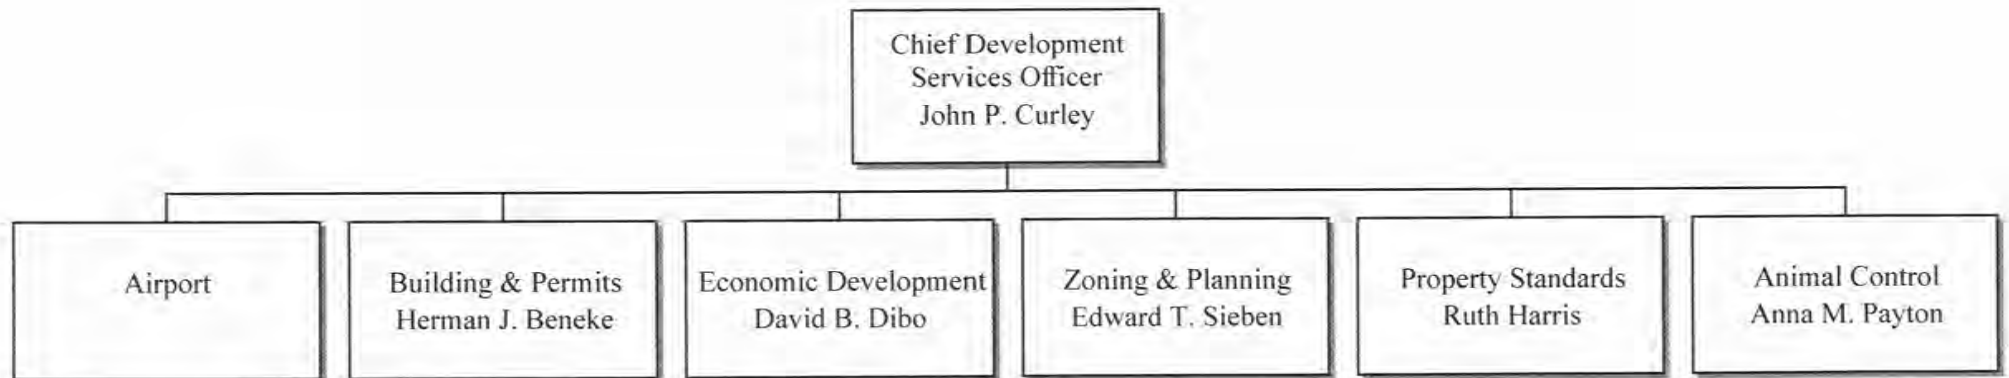 Chief Development
Services Officer
John P. Curley
Airport
Building & Permits
Herman J. Beneke
Economic Development
David B. Dibo
Zoning & Planning
Edward T. Sieben
Property Standards
Ruth Harris
Animal Control
Anna M. Payton